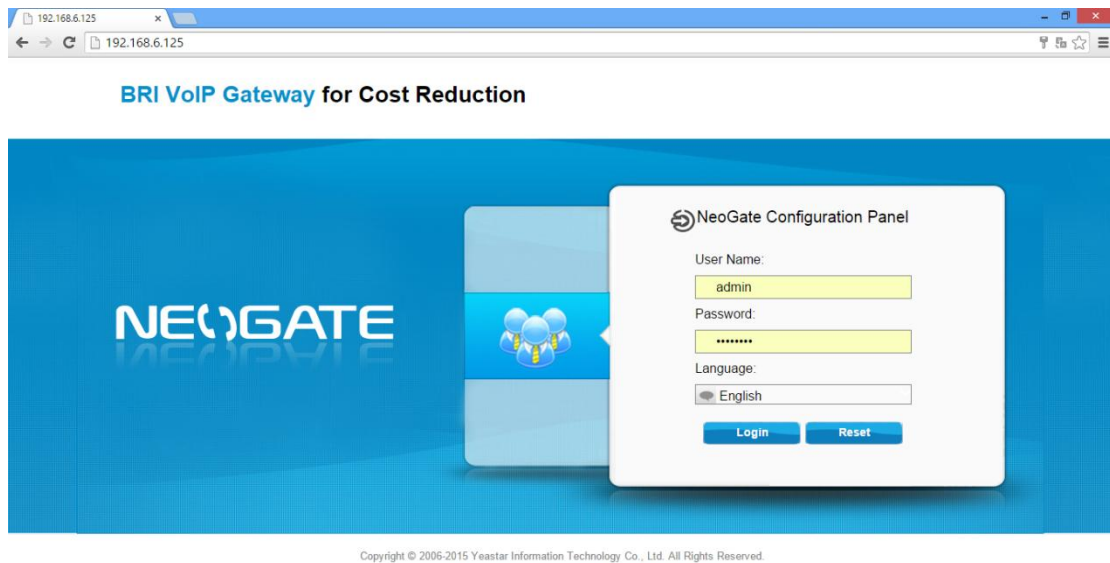 192.168.6.125
192.168.6.125
BRI VoIP Gateway for Cost Reduction
NEOGATE
NeoGate Configuration Panel
User Name:
admin
Password:
••••••••
Language:
English
Login Reset
Copyright © 2006-2015 Yeastar Information Technology Co., Ltd. All Rights Reserved.